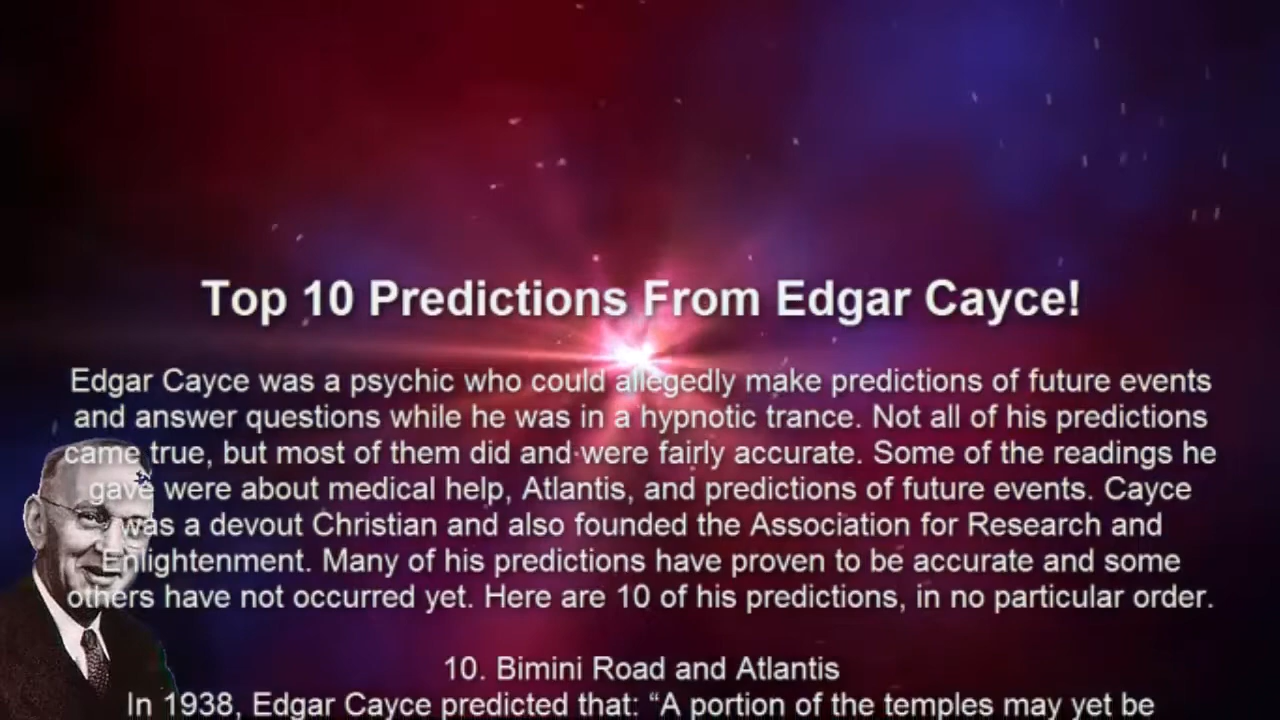 Top 10 Predictions From Edgar Cayce!
Edgar Cayce was a psychic who could allegedly make predictions of future events
and answer questions while he was in a hypnotic trance. Not all of his predictions
came true, but most of them did and were fairly accurate. Some of the readings he
gave were about medical help, Atlantis, and predictions of future events. Cayce
was a devout Christian and also founded the Association for Research and
Enlightenment. Many of his predictions have proven to be accurate and some
others have not occurred yet. Here are 10 of his predictions, in no particular order.
10. Bimini Road and Atlantis
In 1938, Edgar Cayce predicted that: “A portion of the temples may yet be